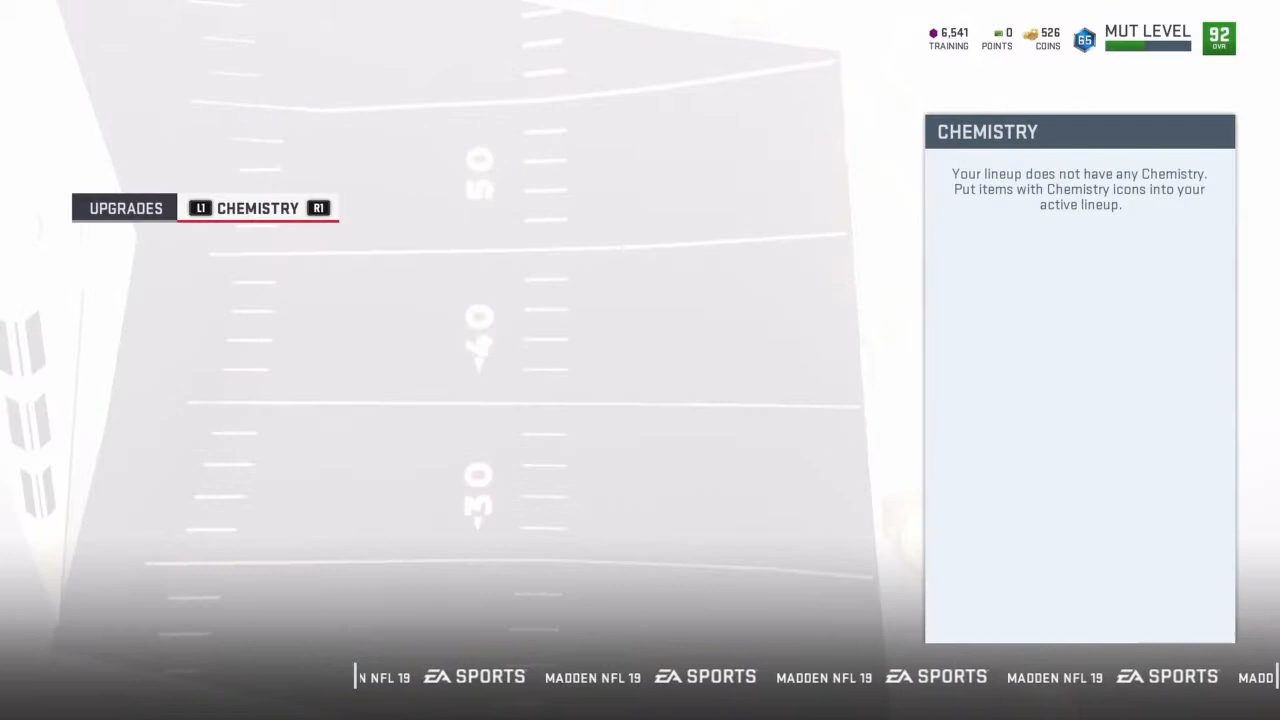 6,541 TRAINING
0 POINTS
526 COINS
65
MUT LEVEL
92 OVR
CHEMISTRY
Your lineup does not have any Chemistry.
Put items with Chemistry icons into your
active lineup.
UPGRADES L1 CHEMISTRY R1
50
40
30
N NFL 19 EA SPORTS MADDEN NFL 19 EA SPORTS MADDEN NFL 19 EA SPORTS MADDEN NFL 19 EA SPORTS MADD